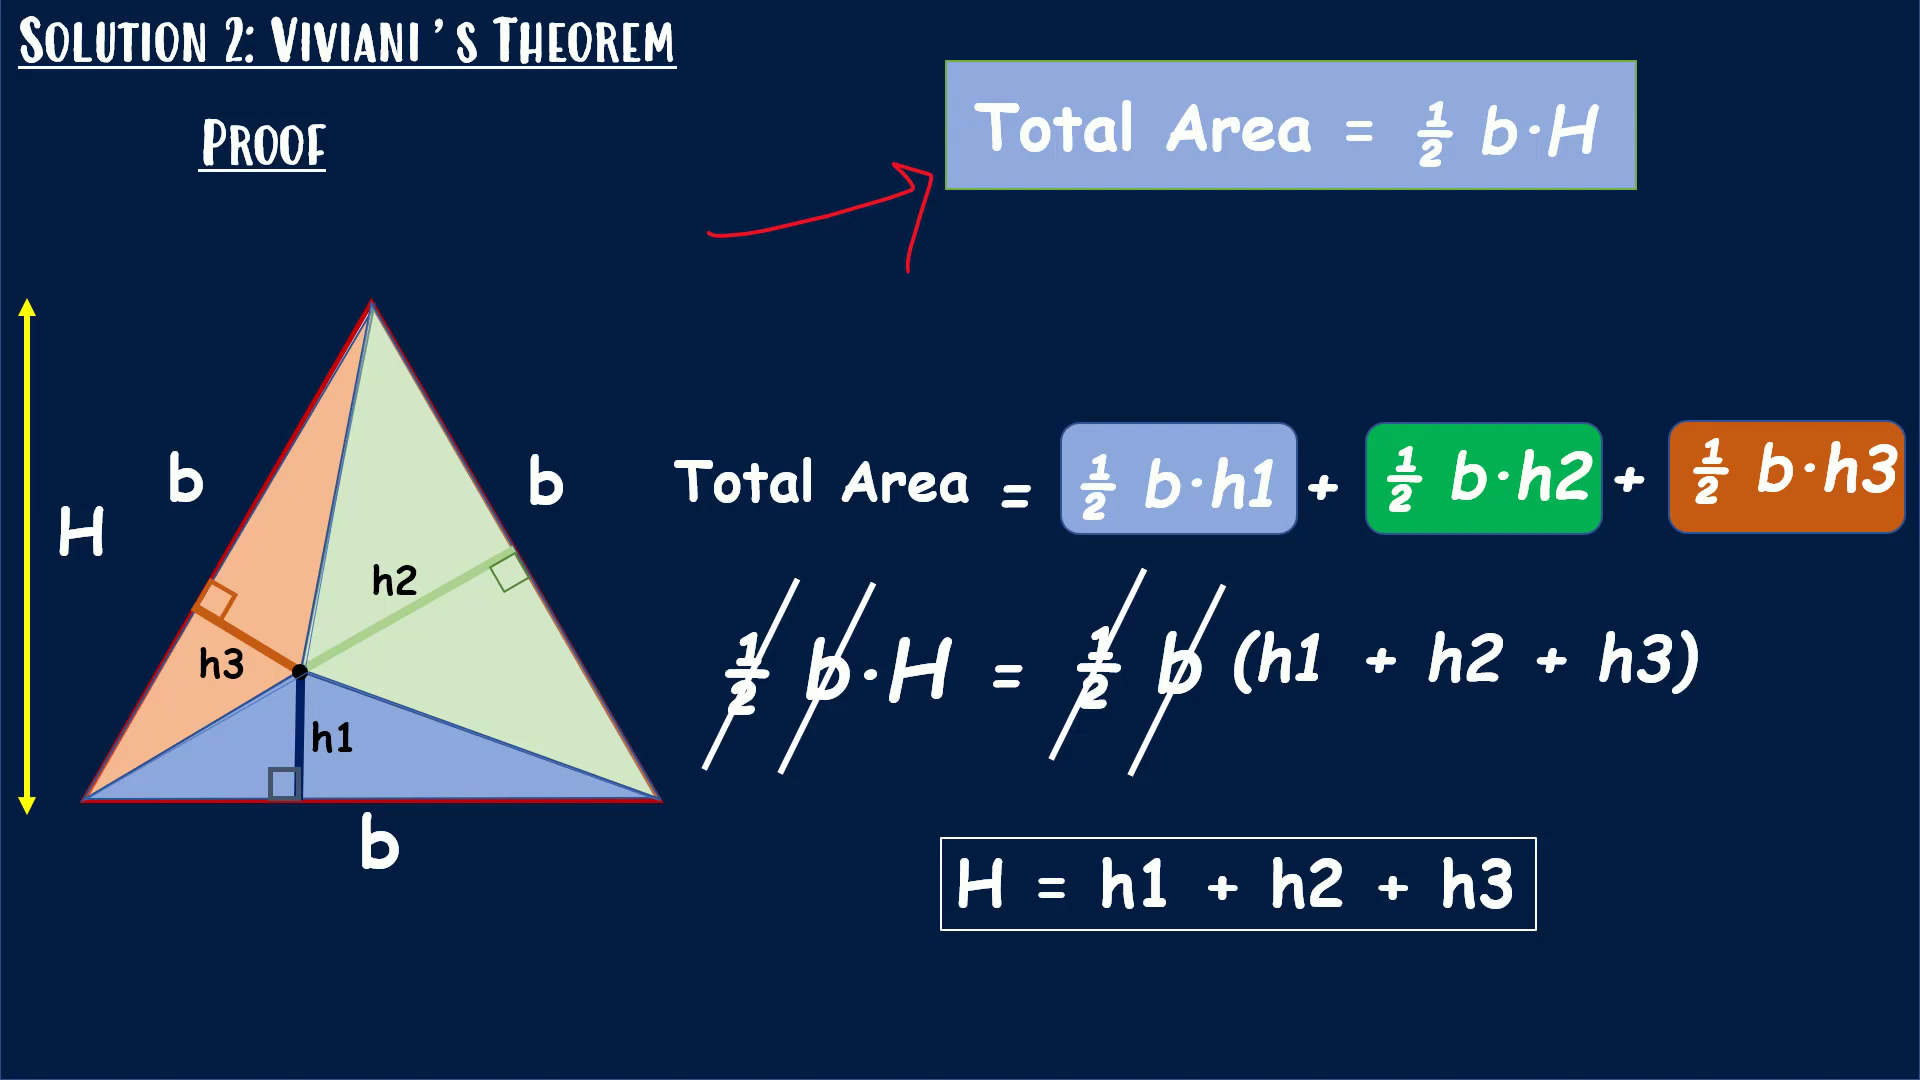 Solution 2: Viviani's Theorem
Proof
Total Area = ½ b·H
b
b
H
h2
h3
h1
b
Total Area = ½ b·h1 + ½ b·h2 + ½ b·h3
½ b·H = ½ b (h1 + h2 + h3)
H = h1 + h2 + h3